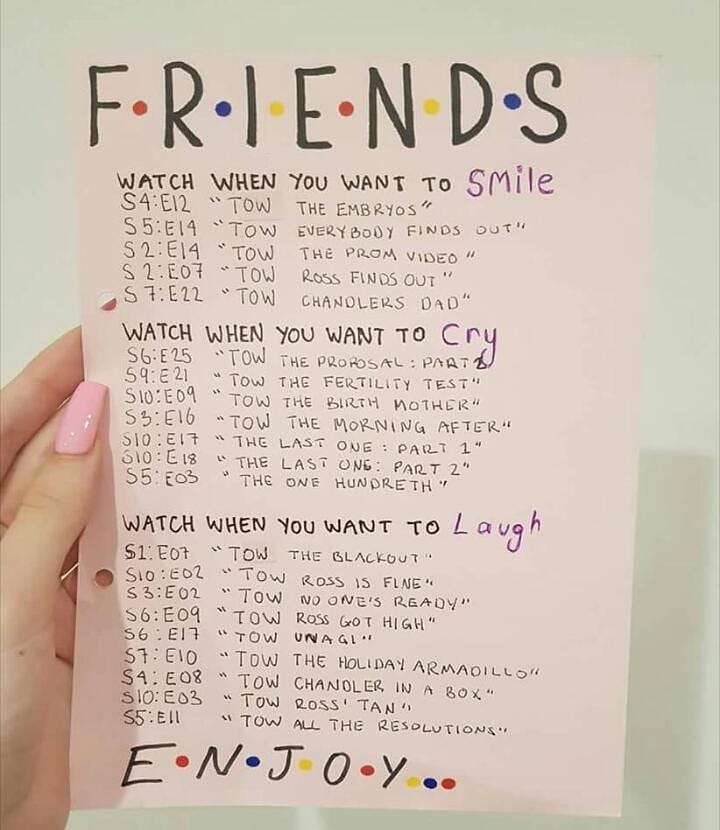 F•R•I•E•N•D•S
WATCH WHEN YOU WANT TO SMile
S4:E12 "TOW THE EMBRYOS"
S5:E14 "TOW EVERYBODY FINDS OUT"
S2:E14 "TOW THE PROM VIDEO"
S2:E07 "TOW ROSS FINDS OUT"
S7:E22 "TOW CHANDLERS DAD"
WATCH WHEN YOU WANT TO Cry
S6:E25 "TOW THE PROPOSAL: PART 2
S9:E21 "TOW THE FERTILITY TEST"
S10:E09 "TOW THE BIRTH MOTHER"
S3:E16 "TOW THE MORNING AFTER"
S10:E17 "THE LAST ONE: PART 1"
S10:E18 "THE LAST ONE: PART 2"
S5:E03 "THE ONE HUNDRETH"
WATCH WHEN YOU WANT TO Laugh
S1:E07 "TOW THE BLACKOUT"
S10:E02 "TOW ROSS IS FINE"
S3:E02 "TOW NO ONE'S READY"
S6:E09 "TOW ROSS GOT HIGH"
S6:E17 "TOW UNAGI"
S7:E10 "TOW THE HOLIDAY ARMADILLO"
S4:E08 "TOW CHANDLER IN A BOX"
S10:E03 "TOW ROSS' TAN"
S5:E11 "TOW ALL THE RESOLUTIONS"
E•N•J•O•Y...